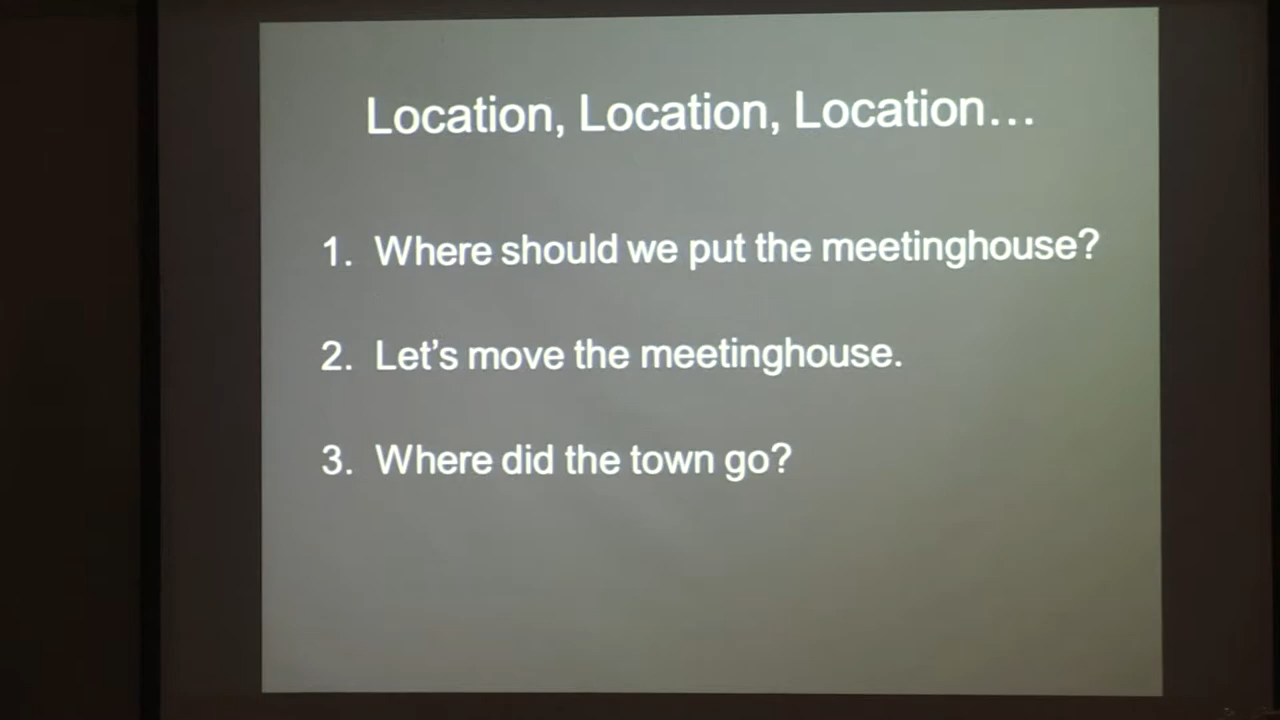 Location, Location, Location...
1. Where should we put the meetinghouse?
2. Let’s move the meetinghouse.
3. Where did the town go?